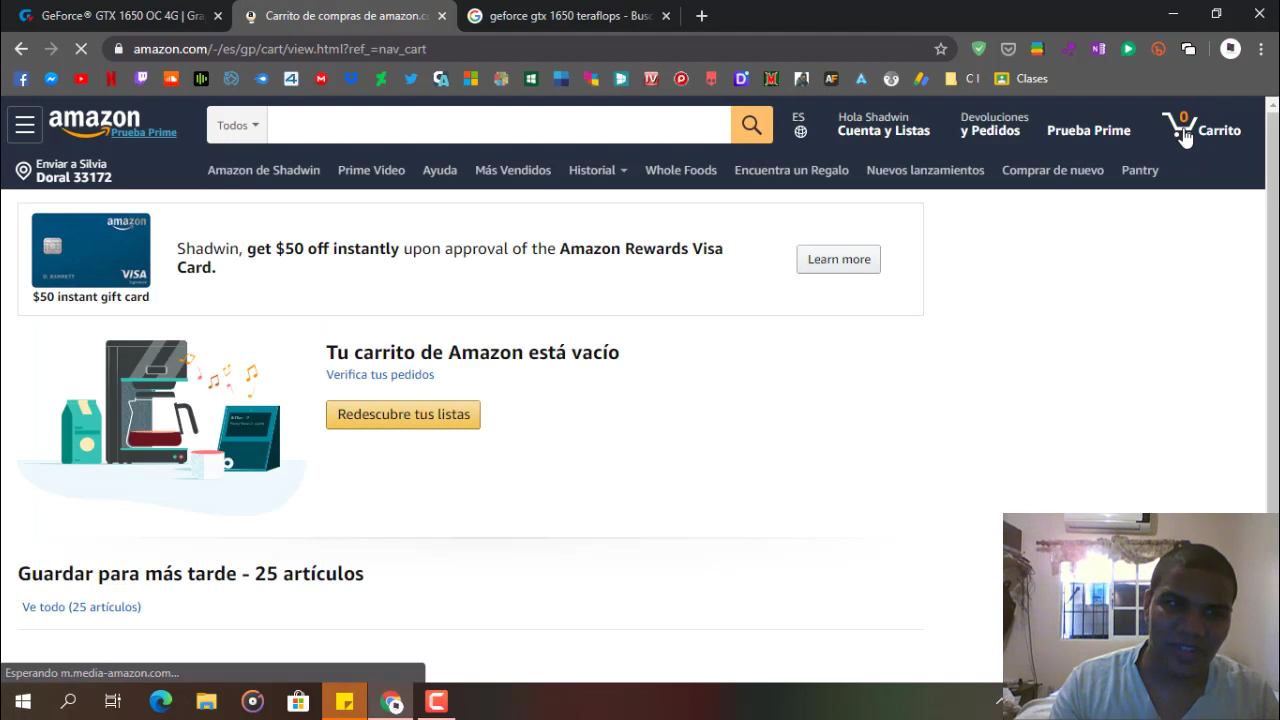 GeForce® GTX 1650 OC 4G | Gra
Carrito de compras de amazon.c
geforce gtx 1650 teraflops - Busc
amazon.com/-/es/gp/cart/view.html?ref_=nav_cart
C I
Clases
amazon
Prueba Prime
Todos
ES
Hola Shadwin
Cuenta y Listas
Devoluciones
y Pedidos
Prueba Prime
0
Carrito
Enviar a Silvia
Doral 33172
Amazon de Shadwin
Prime Video
Ayuda
Más Vendidos
Historial
Whole Foods
Encuentra un Regalo
Nuevos lanzamientos
Comprar de nuevo
Pantry
amazon
D. BARRETT
VISA
Signature
$50 instant gift card
Shadwin, get $50 off instantly upon approval of the Amazon Rewards Visa
Card.
Learn more
Tu carrito de Amazon está vacío
Verifica tus pedidos
Redescubre tus listas
Guardar para más tarde - 25 artículos
Ve todo (25 artículos)
Esperando m.media-amazon.com...